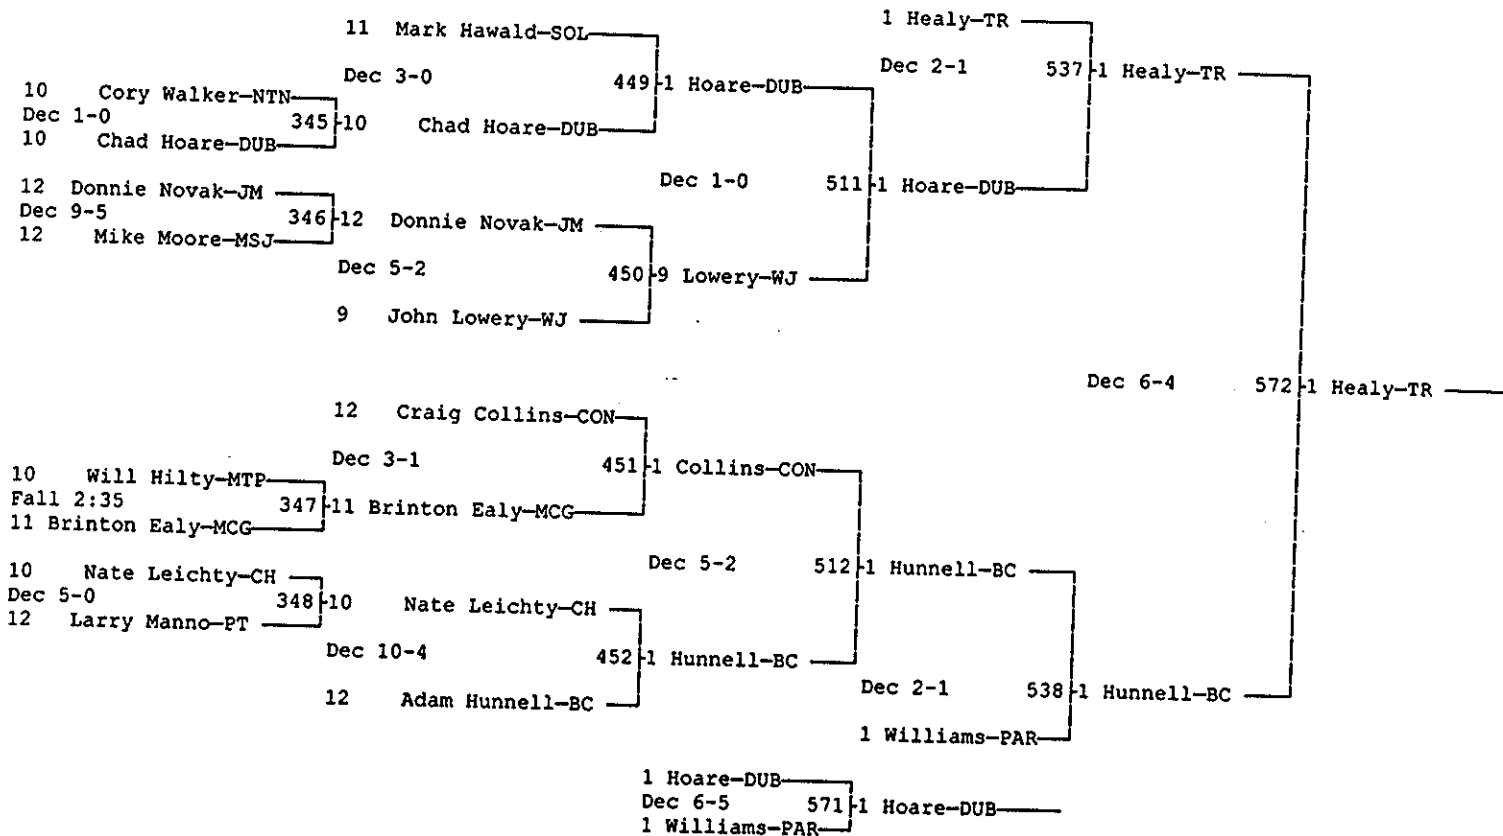 11 Mark Hawald-SOL
1 Healy-TR
Dec 3-0
449 1 Hoare-DUB
Dec 2-1
537 1 Healy-TR
10 Cory Walker-NTN
Dec 1-0
345 10 Chad Hoare-DUB
10 Chad Hoare-DUB
Dec 1-0
511 1 Hoare-DUB
12 Donnie Novak-JM
Dec 9-5
346 12 Donnie Novak-JM
12 Mike Moore-MSJ
Dec 5-2
450 9 Lowery-WJ
9 John Lowery-WJ
Dec 6-4
572 1 Healy-TR
12 Craig Collins-CON
Dec 3-1
451 1 Collins-CON
10 Will Hilty-MTP
Fall 2:35
347 11 Brinton Ealy-MCG
11 Brinton Ealy-MCG
Dec 5-2
512 1 Hunnell-BC
10 Nate Leichty-CH
Dec 5-0
348 10 Nate Leichty-CH
12 Larry Manno-PT
Dec 10-4
452 1 Hunnell-BC
12 Adam Hunnell-BC
Dec 2-1
538 1 Hunnell-BC
1 Williams-PAR
1 Hoare-DUB
Dec 6-5
571 1 Hoare-DUB
1 Williams-PAR